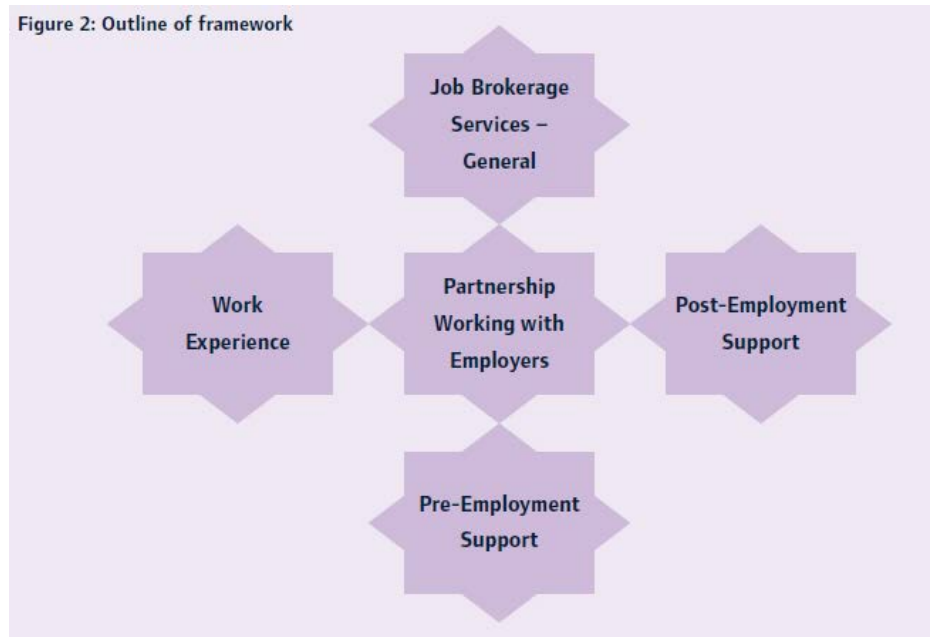 Figure 2: Outline of framework
Job Brokerage
Services –
General
Work
Experience
Partnership
Working with
Employers
Post-Employment
Support
Pre-Employment
Support